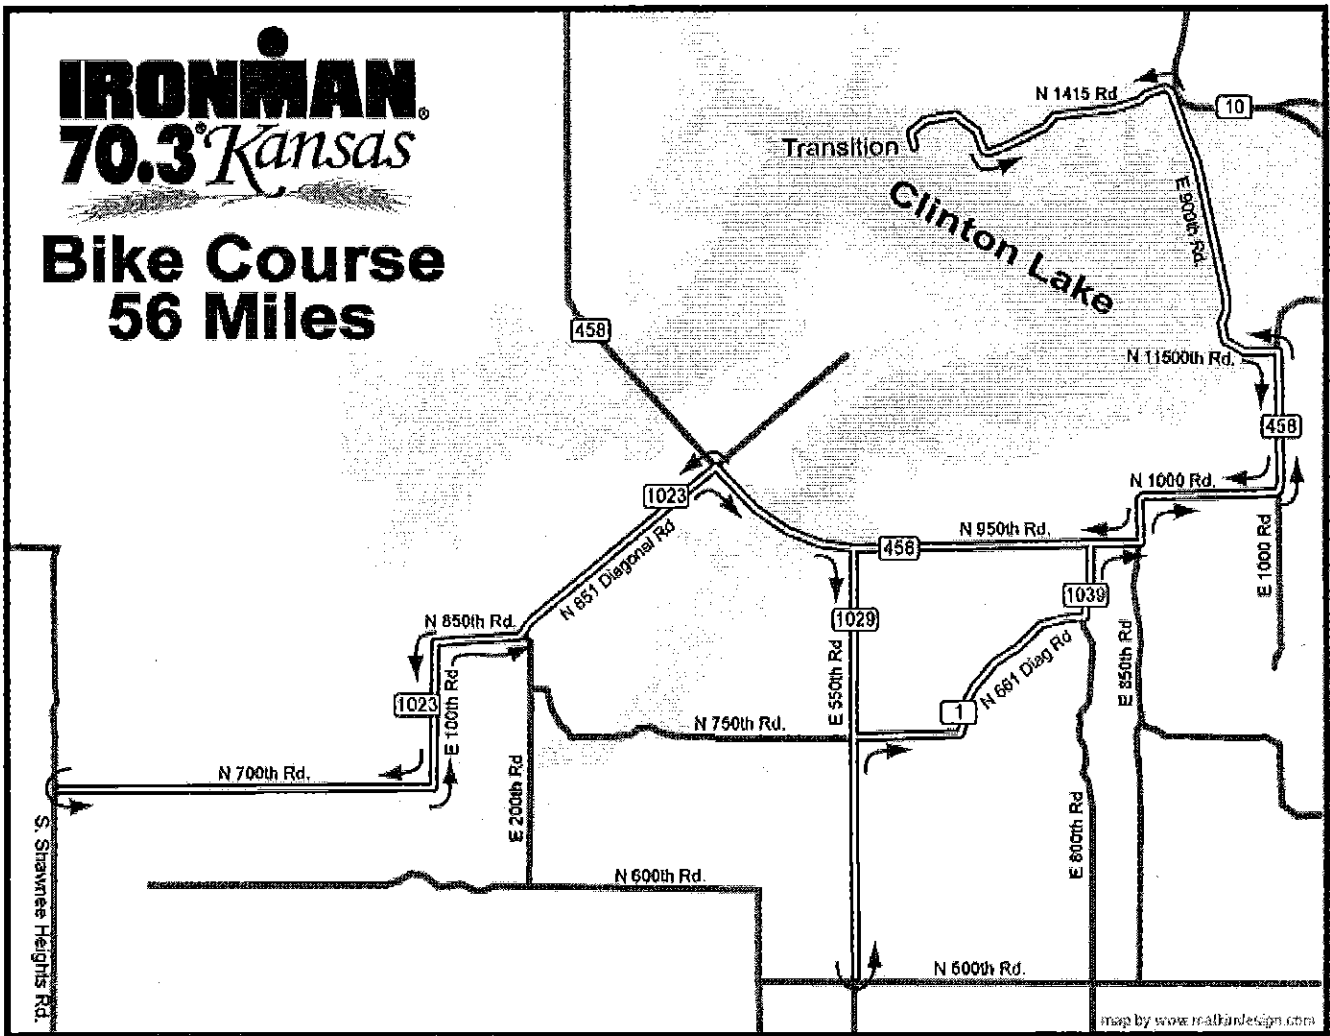 IRONMAN®
70.3® Kansas
Bike Course
56 Miles
N 1415 Rd
10
Transition
Clinton Lake
E 900th Rd.
458
N 11500th Rd.
458
1023
N 1000 Rd.
N 950th Rd.
458
N 651 Diagonal Rd
E 1000 Rd
1039
N 850th Rd.
1029
E 550th Rd
E 850th Rd
N 661 Diag Rd
1023
E 100th Rd
1
N 750th Rd.
N 700th Rd.
E 200th Rd
E 800th Rd
S. Shawnee Heights Rd.
N 600th Rd.
N 600th Rd.